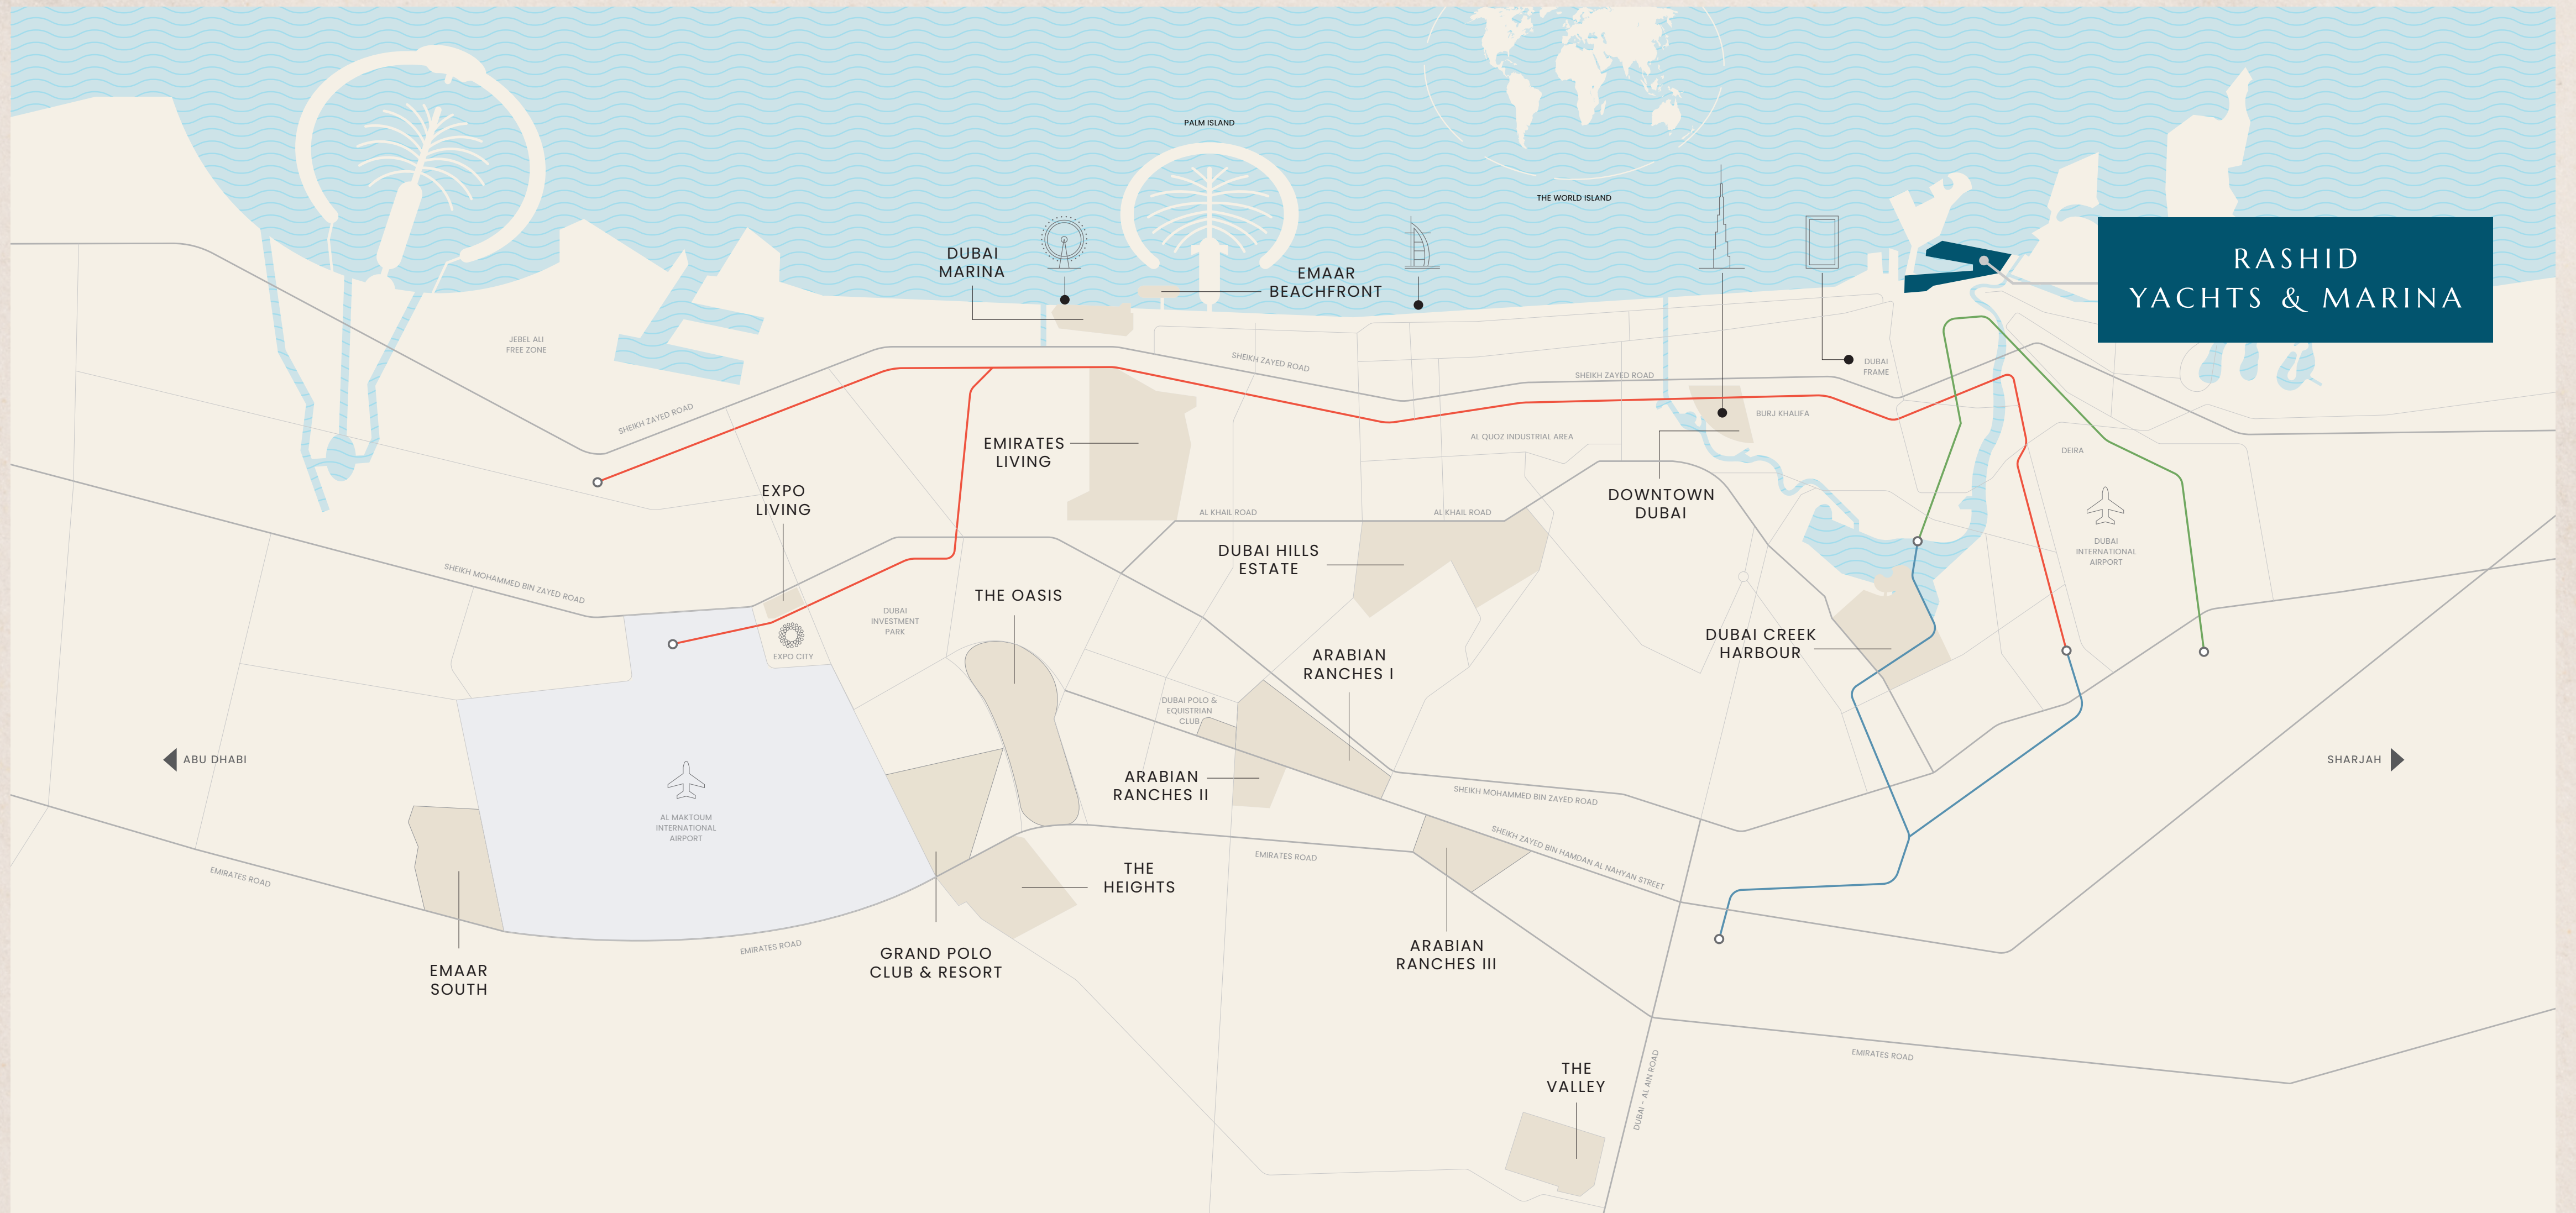 PALM ISLAND
THE WORLD ISLAND
RASHID
YACHTS & MARINA
DUBAI
MARINA
EMAAR
BEACHFRONT
JEBEL ALI
FREE ZONE
SHEIKH ZAYED ROAD
SHEIKH ZAYED ROAD
SHEIKH ZAYED ROAD
DUBAI
FRAME
BURJ KHALIFA
EMIRATES
LIVING
AL QUOZ INDUSTRIAL AREA
DEIRA
EXPO
LIVING
AL KHAIL ROAD
AL KHAIL ROAD
DOWNTOWN
DUBAI
DUBAI HILLS
ESTATE
DUBAI
INTERNATIONAL
AIRPORT
SHEIKH MOHAMMED BIN ZAYED ROAD
THE OASIS
DUBAI
INVESTMENT
PARK
EXPO CITY
DUBAI CREEK
HARBOUR
ARABIAN
RANCHES I
DUBAI POLO &
EQUISTRIAN
CLUB
ABU DHABI
SHARJAH
ARABIAN
RANCHES II
SHEIKH MOHAMMED BIN ZAYED ROAD
AL MAKTOUM
INTERNATIONAL
AIRPORT
SHEIKH ZAYED BIN HAMDAN AL NAHYAN STREET
EMIRATES ROAD
EMIRATES ROAD
THE
HEIGHTS
EMIRATES ROAD
GRAND POLO
CLUB & RESORT
ARABIAN
RANCHES III
EMAAR
SOUTH
EMIRATES ROAD
THE
VALLEY
DUBAI - AL AIN ROAD